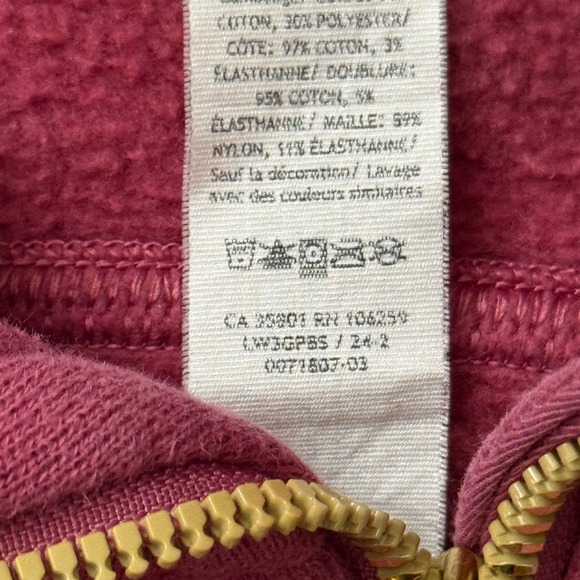 COTON, 30% POLYESTER/
CÔTE: 97% COTON, 3%
ÉLASTHANNE/ DOUBLURE:
95% COTON, 5%
ÉLASTHANNE/ MAILLE: 89%
NYLON, 11% ÉLASTHANNE/
Sauf la décoration/ Lavage
avec des couleurs similaires
CA 35801 RN 106259
LW3GPBS / 24-2
0071807-03